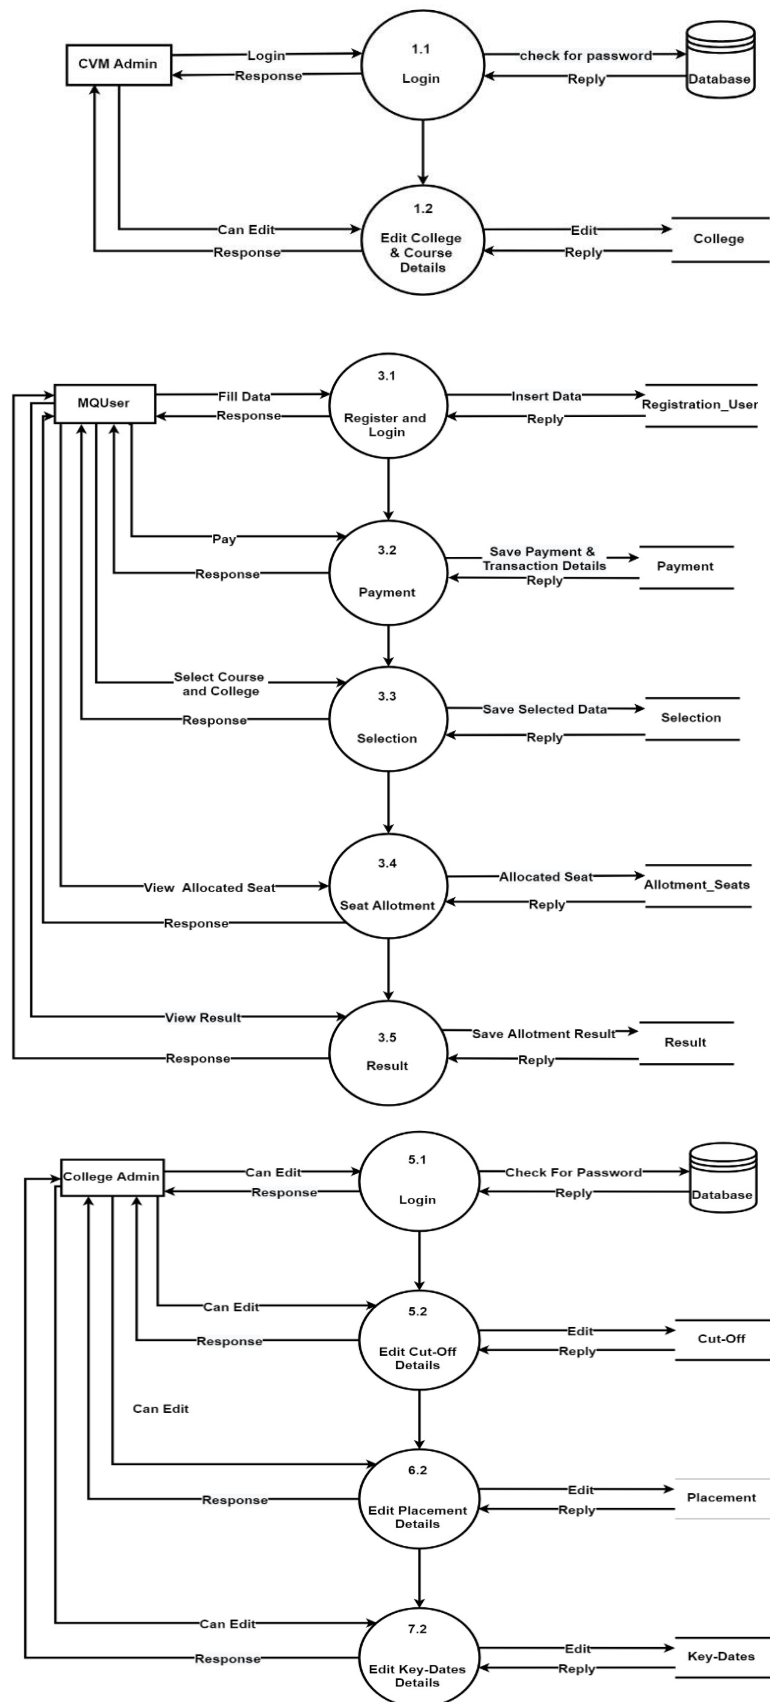 1.1
Login
CVM Admin
Login
Response
check for password
Reply
Database
1.2
Edit College
& Course
Details
Can Edit
Response
Edit
Reply
College
3.1
Register and
Login
MQUser
Fill Data
Response
Insert Data
Reply
Registration_User
3.2
Payment
Pay
Response
Save Payment &
Transaction Details
Reply
Payment
3.3
Selection
Select Course
and College
Response
Save Selected Data
Reply
Selection
3.4
Seat Allotment
View Allocated Seat
Response
Allocated Seat
Reply
Allotment_Seats
3.5
Result
View Result
Response
Save Allotment Result
Reply
Result
5.1
Login
College Admin
Can Edit
Response
Check For Password
Reply
Database
5.2
Edit Cut-Off
Details
Can Edit
Response
Edit
Reply
Cut-Off
Can Edit
6.2
Edit Placement
Details
Response
Edit
Reply
Placement
7.2
Edit Key-Dates
Details
Can Edit
Response
Edit
Reply
Key-Dates